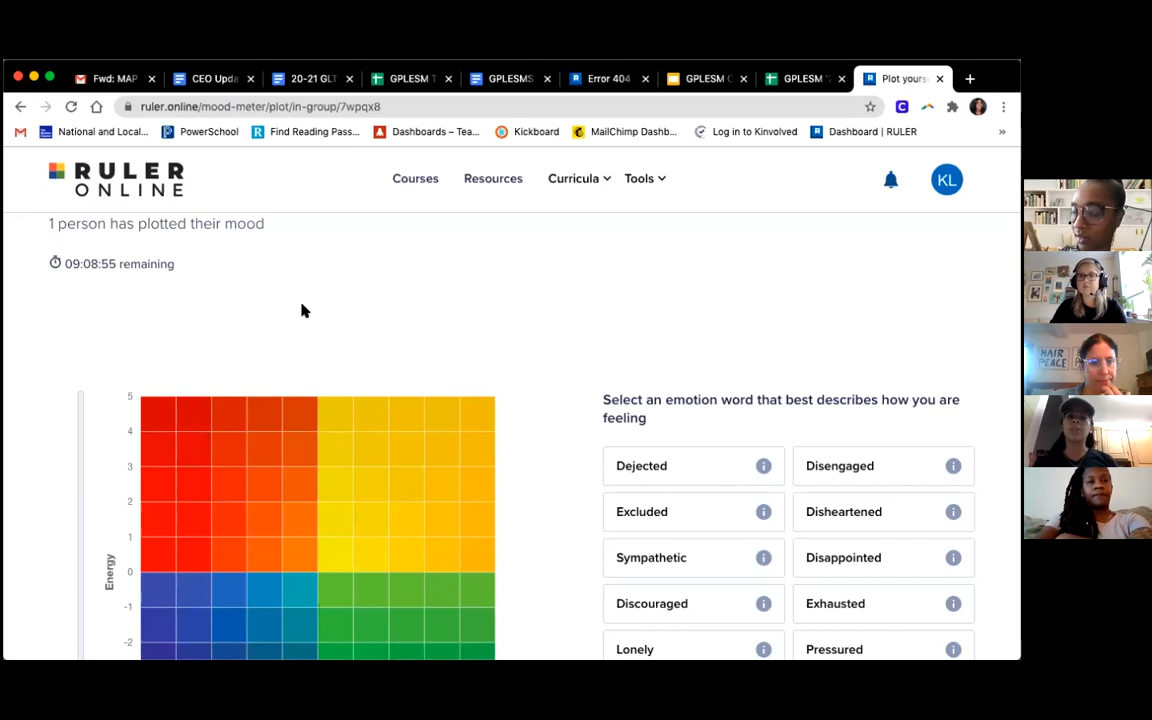 Fwd: MAP
CEO Upda
20-21 GLT
GPLESM T
GPLESMS
Error 404
GPLESM C
GPLESM '2
Plot yours
ruler.online/mood-meter/plot/in-group/7wpqx8
National and Local...
PowerSchool
Find Reading Pass...
Dashboards – Tea...
Kickboard
MailChimp Dashb...
Log in to Kinvolved
Dashboard | RULER
RULER
ONLINE
Courses
Resources
Curricula
Tools
KL
1 person has plotted their mood
09:08:55 remaining
5
4
3
2
1
0
-1
-2
Energy
Select an emotion word that best describes how you are
feeling
Dejected
Disengaged
Excluded
Disheartened
Sympathetic
Disappointed
Discouraged
Exhausted
Lonely
Pressured
HAIR
PEACE